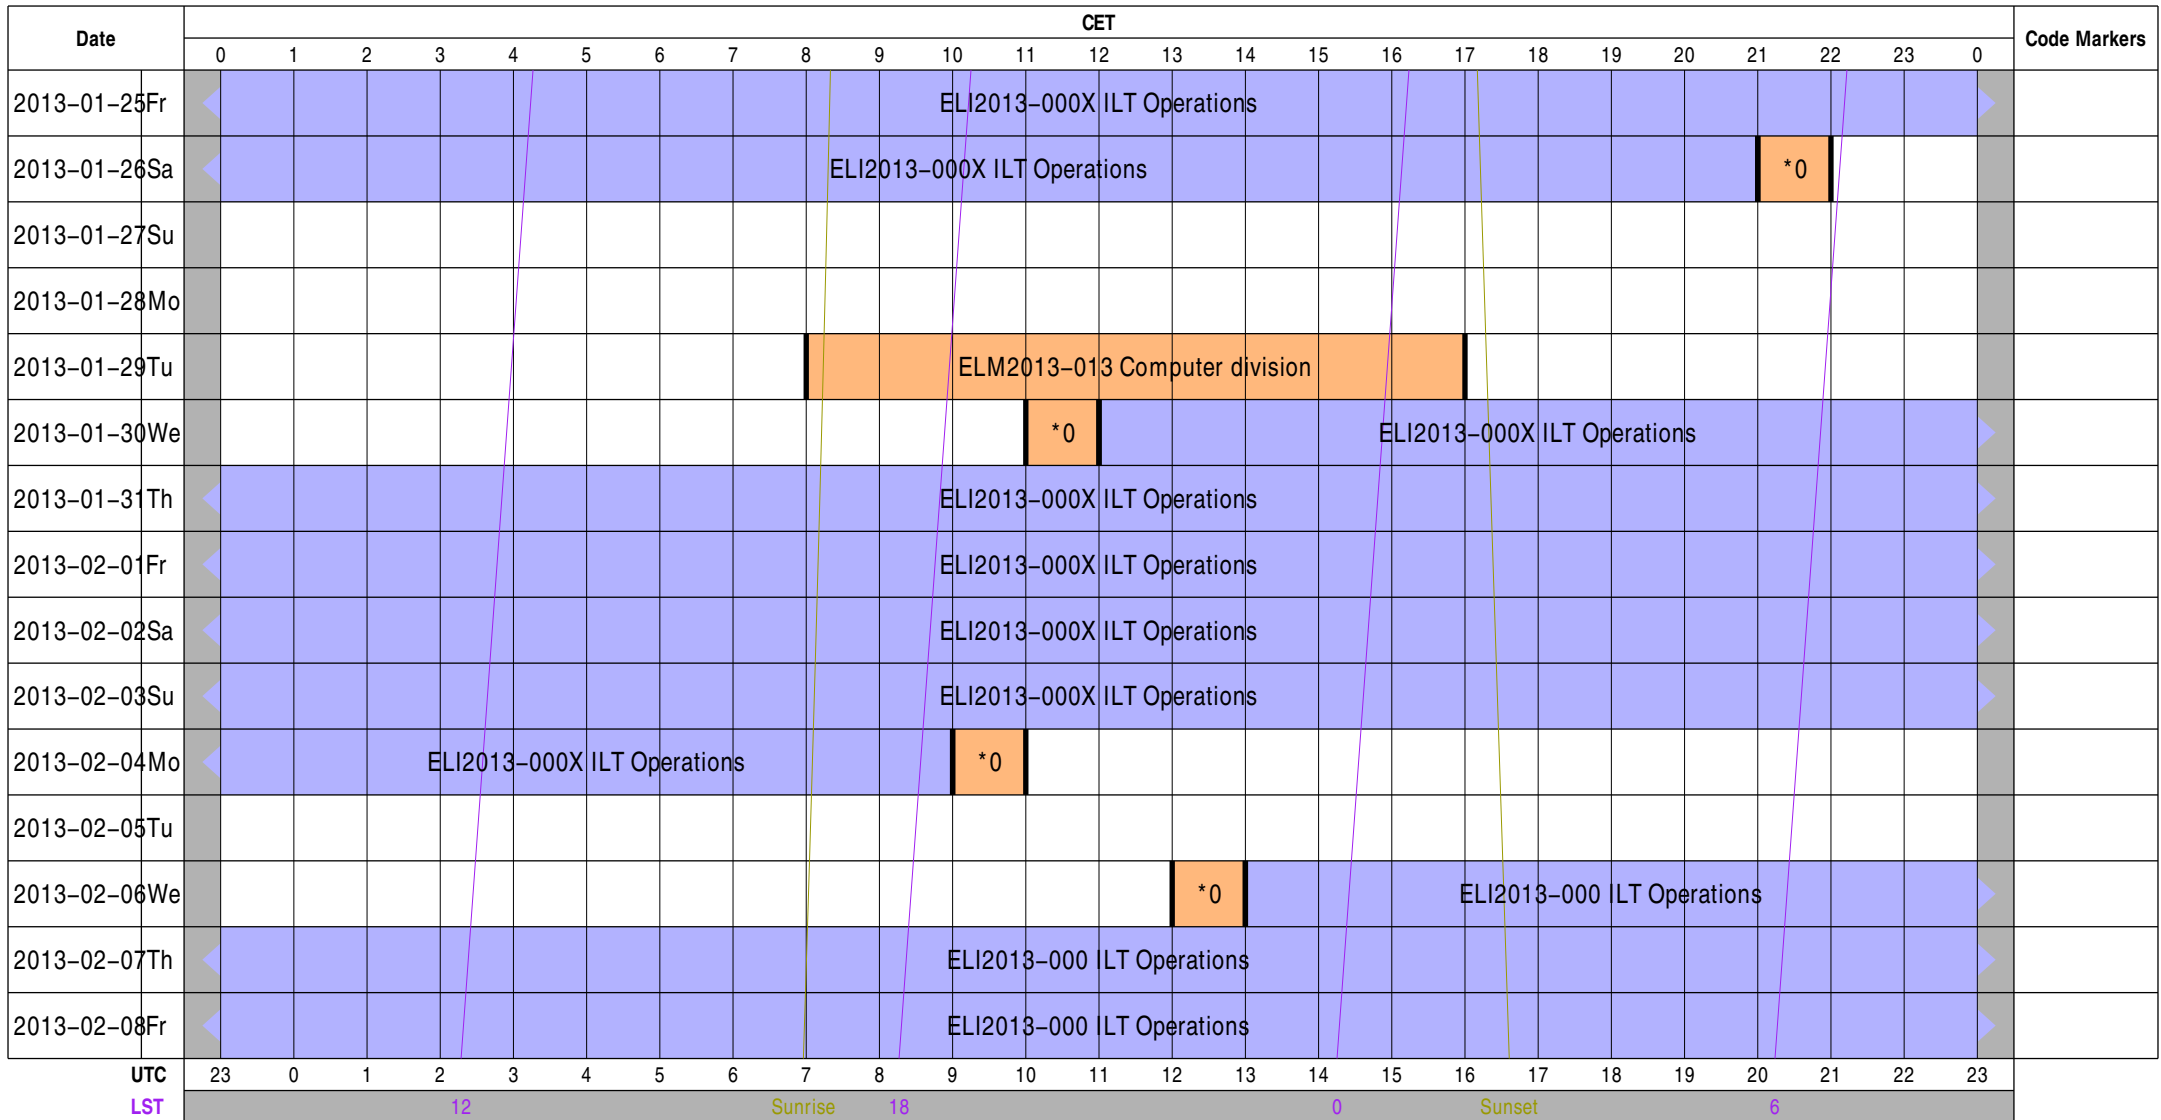 CET
Date
Code Markers
0 1 2 3 4 5 6 7 8 9 10 11 12 13 14 15 16 17 18 19 20 21 22 23 0
2013-01-25Fr ELI2013-000X ILT Operations
2013-01-26Sa ELI2013-000X ILT Operations *0
2013-01-27Su
2013-01-28Mo
2013-01-29Tu ELM2013-013 Computer division
2013-01-30We *0 ELI2013-000X ILT Operations
2013-01-31Th ELI2013-000X ILT Operations
2013-02-01Fr ELI2013-000X ILT Operations
2013-02-02Sa ELI2013-000X ILT Operations
2013-02-03Su ELI2013-000X ILT Operations
2013-02-04Mo ELI2013-000X ILT Operations *0
2013-02-05Tu
2013-02-06We *0 ELI2013-000 ILT Operations
2013-02-07Th ELI2013-000 ILT Operations
2013-02-08Fr ELI2013-000 ILT Operations
UTC 23 0 1 2 3 4 5 6 7 8 9 10 11 12 13 14 15 16 17 18 19 20 21 22 23
LST 12 Sunrise 18 0 Sunset 6